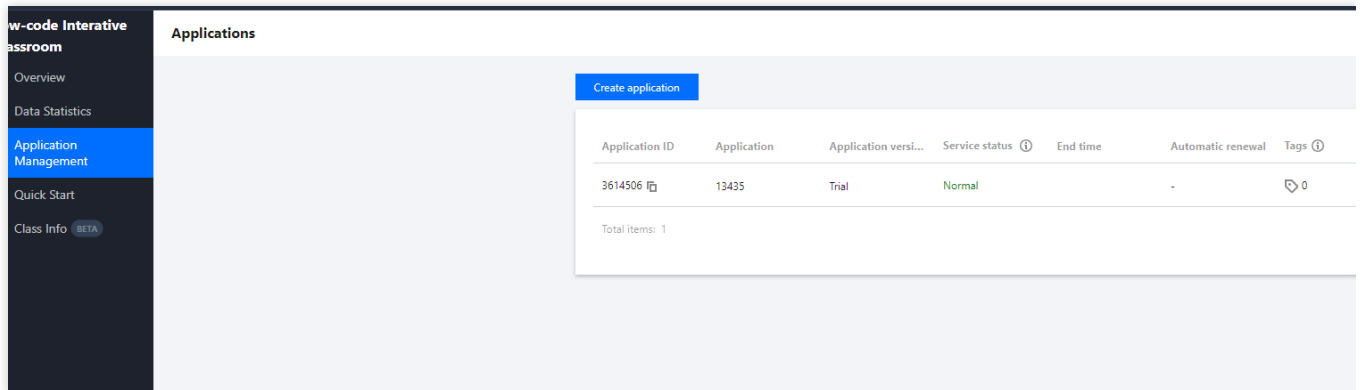 w-code Interative
assroom
Applications
Overview
Data Statistics
Application
Management
Quick Start
Class Info BETA
Create application
Application ID Application Application versi... Service status End time Automatic renewal Tags
3614506 13435 Trial Normal - 0
Total items: 1